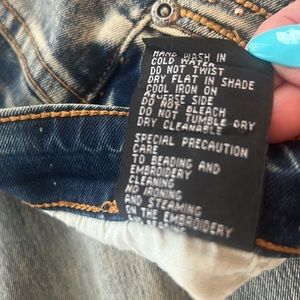 HAND WASH IN
COLD WATER
DO NOT TWIST
DRY FLAT IN SHADE
COOL IRON ON
REVERSE SIDE
DO NOT BLEACH
DO NOT TUMBLE DRY
DRY CLEANABLE
SPECIAL PRECAUTION
CARE
TO BEADING AND
EMBROIDERY
CLEANING
NO IRONING
AND STEAMING
ON THE EMBROIDERY